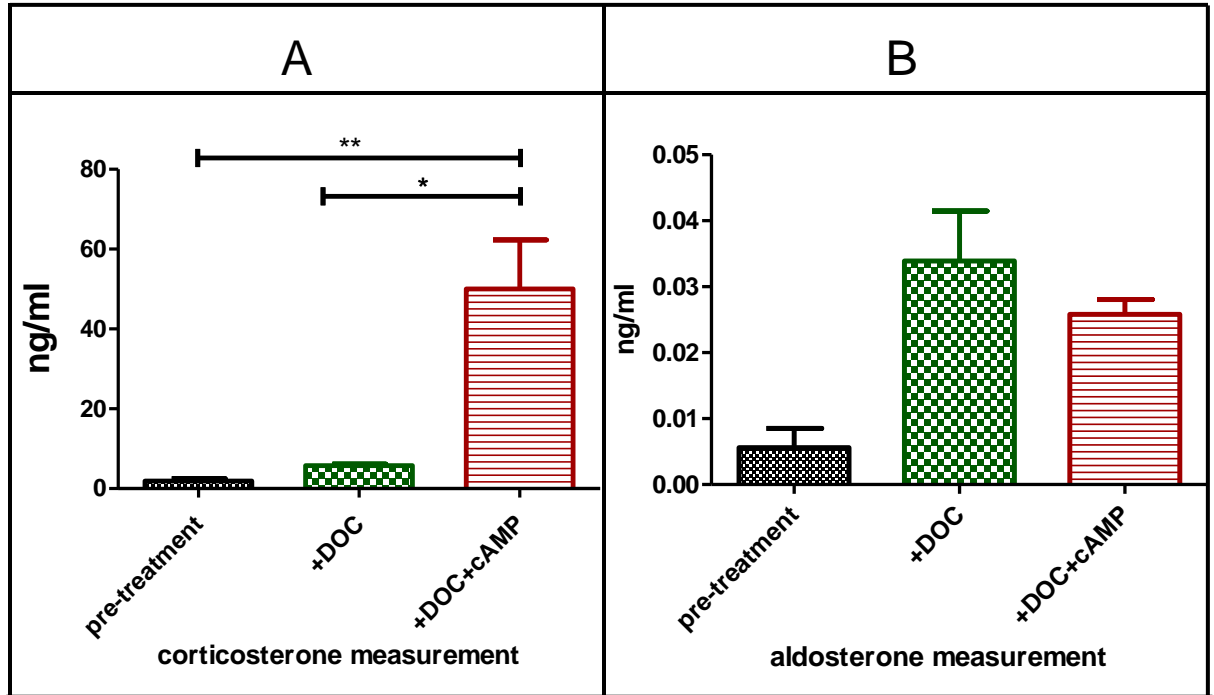 A
**
*
80
60
40
20
0
ng/ml
pre-treatment
+DOC
+DOC+cAMP
corticosterone measurement
B
0.05
0.04
0.03
0.02
0.01
0.00
ng/ml
pre-treatment
+DOC
+DOC+cAMP
aldosterone measurement